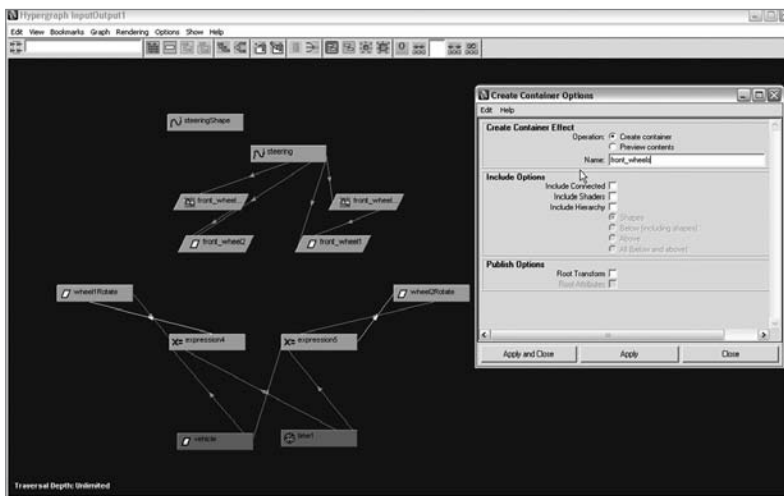 Hypergraph InputOutput1
Edit View Bookmarks Graph Rendering Options Show Help
steeringShape
steering
front_wheel...
front_wheel...
front_wheel2
front_wheel1
wheel1Rotate
wheel2Rotate
expression4
expression5
vehicle
time1
Traversal Depth: Unlimited
Create Container Options
Edit Help
Create Container Effect
Operation: Create container
Preview contents
Name: front_wheels
Include Options
Include Connected
Include Shaders
Include Hierarchy
Shapes
Below (including shapes)
Above
All (below and above)
Publish Options
Root Transform
Root Attributes
Apply and Close
Apply
Close